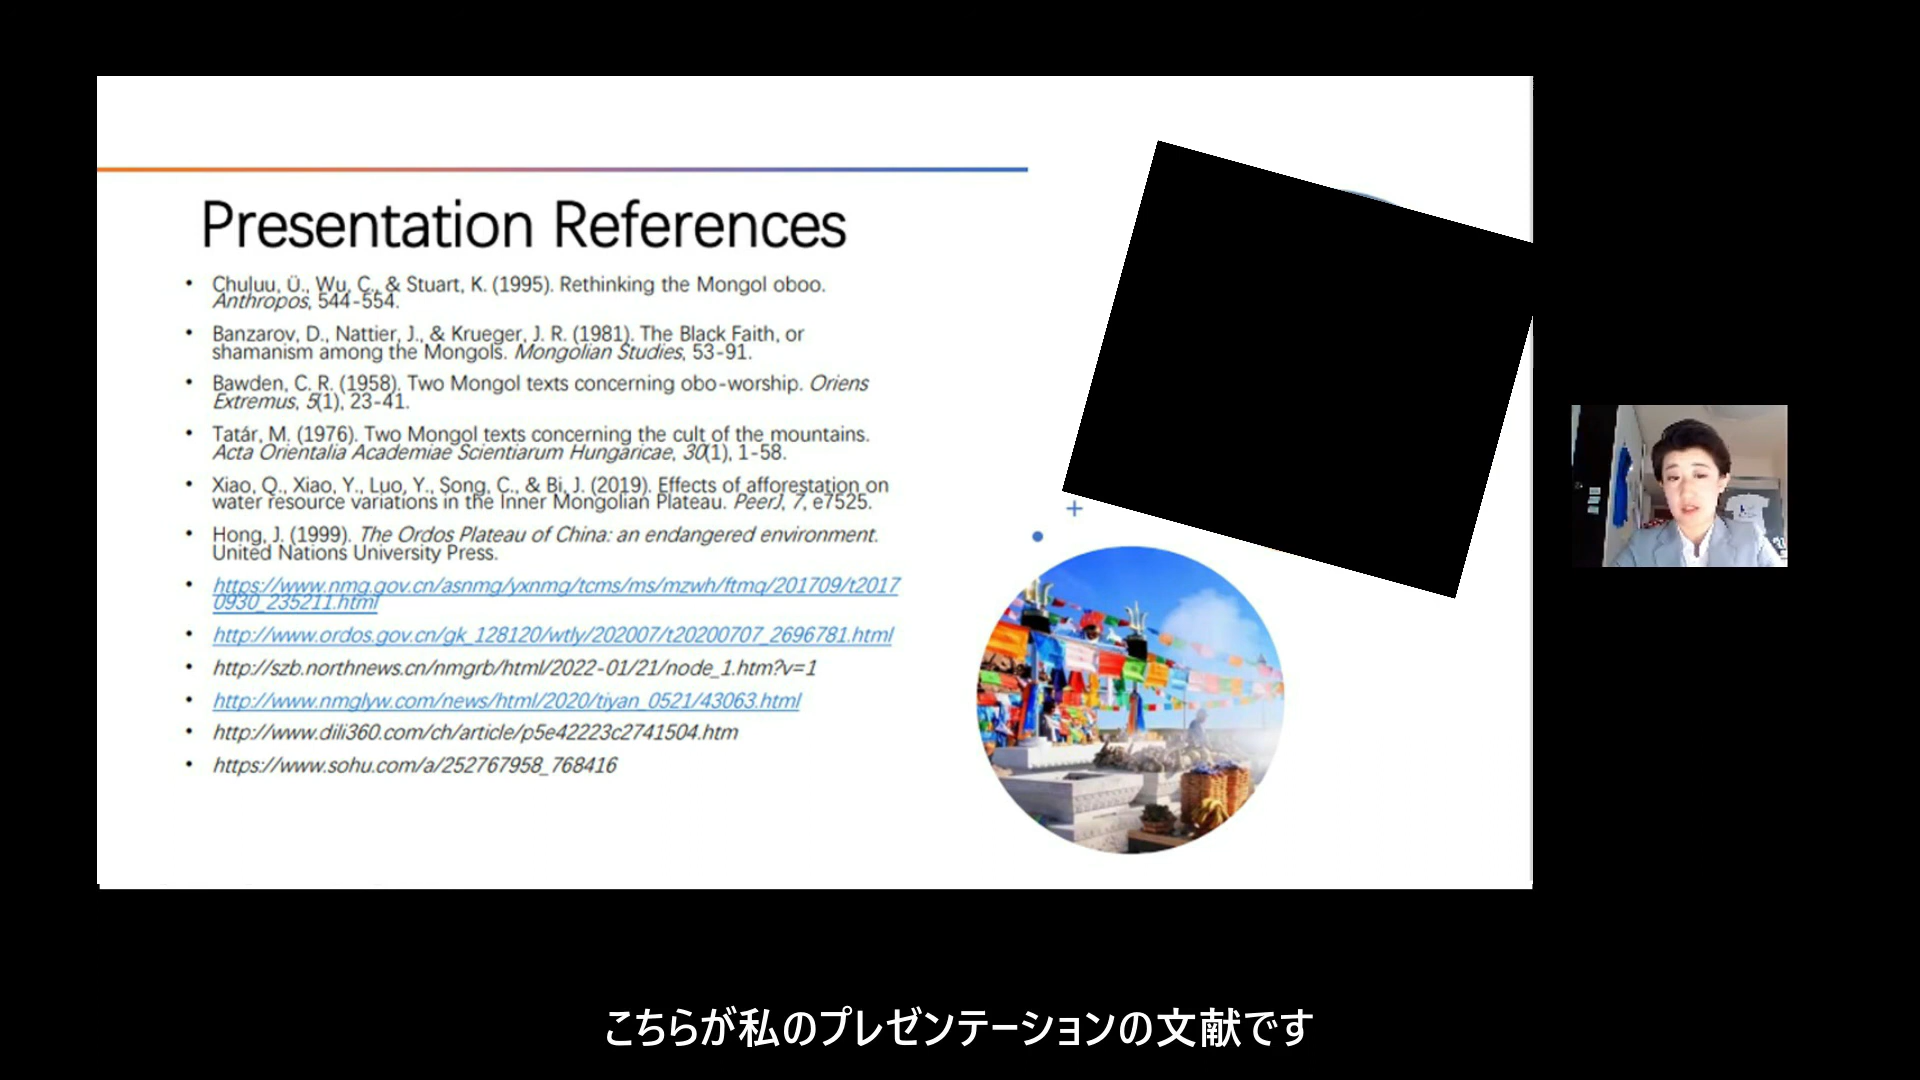 Presentation References
• Chuluu, Ü., Wu, C., & Stuart, K. (1995). Rethinking the Mongol oboo.
Anthropos, 544-554.
• Banzarov, D., Nattier, J., & Krueger, J. R. (1981). The Black Faith, or
shamanism among the Mongols. Mongolian Studies, 53-91.
• Bawden, C. R. (1958). Two Mongol texts concerning obo-worship. Oriens
Extremus, 5(1), 23-41.
• Tatár, M. (1976). Two Mongol texts concerning the cult of the mountains.
Acta Orientalia Academiae Scientiarum Hungaricae, 30(1), 1-58.
• Xiao, Q., Xiao, Y., Luo, Y., Song, C., & Bi, J. (2019). Effects of afforestation on
water resource variations in the Inner Mongolian Plateau. PeerJ, 7, e7525.
• Hong, J. (1999). The Ordos Plateau of China: an endangered environment.
United Nations University Press.
• https://www.nmg.gov.cn/asnmg/yxnmg/tcms/ms/mzwh/ftmq/201709/t2017
0930_235211.html
• http://www.ordos.gov.cn/gk_128120/wtly/202007/t20200707_2696781.html
• http://szb.northnews.cn/nmgrb/html/2022-01/21/node_1.htm?v=1
• http://www.nmglyw.com/news/html/2020/tiyan_0521/43063.html
• http://www.dili360.com/ch/article/p5e42223c2741504.htm
• https://www.sohu.com/a/252767958_768416
こちらが私のプレゼンテーションの文献です